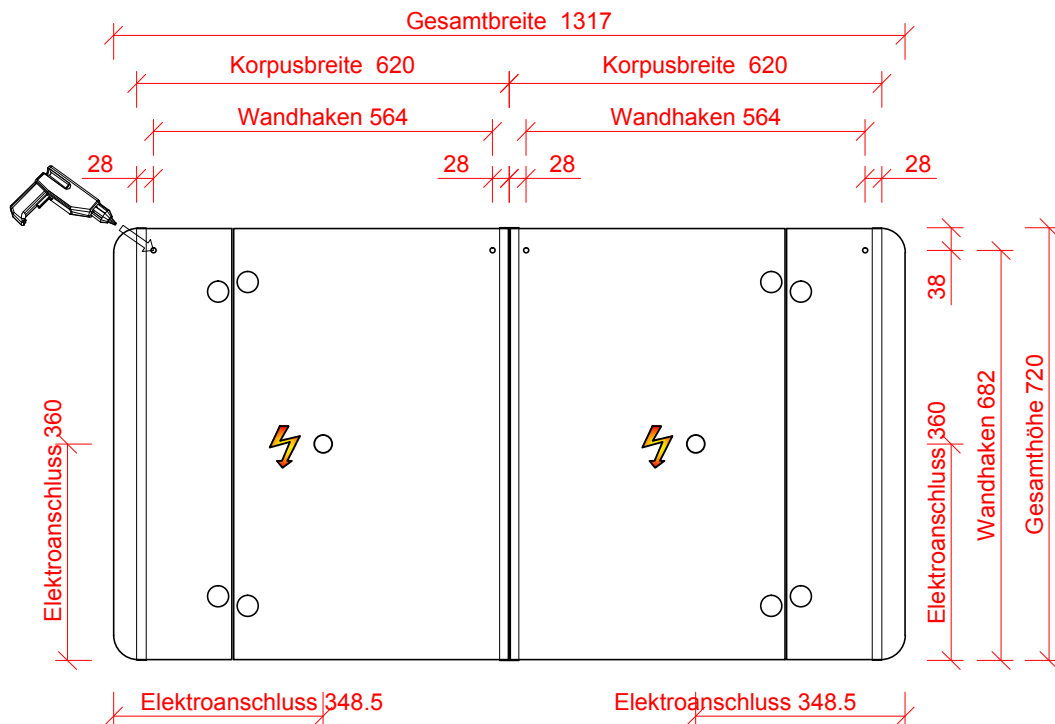 Gesamtbreite 1317
Korpusbreite 620
Korpusbreite 620
Wandhaken 564
Wandhaken 564
28
28
28
28
38
Elektroanschluss 360
Elektroanschluss 360
Wandhaken 682
Gesamthöhe 720
Elektroanschluss 348.5
Elektroanschluss 348.5